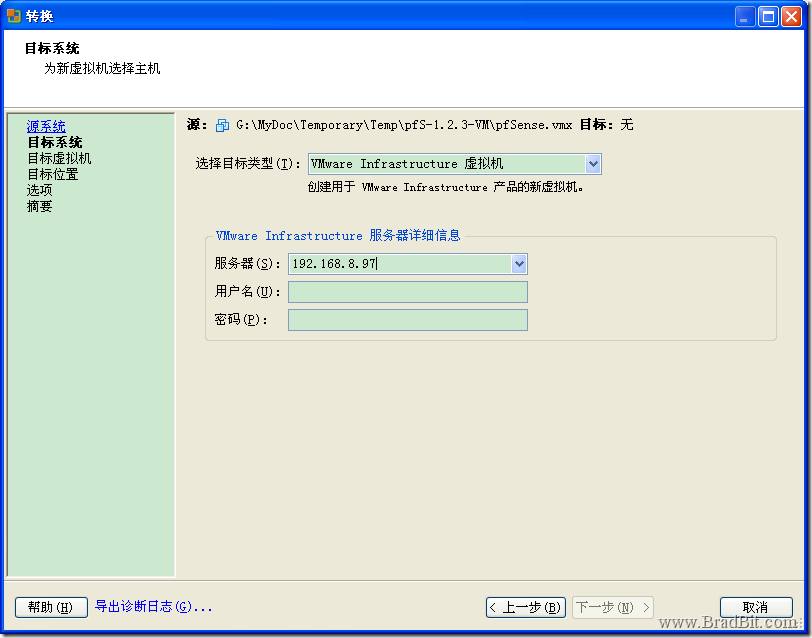 转换
目标系统
为新虚拟机选择主机
源系统
目标系统
目标虚拟机
目标位置
选项
摘要
源: G:\MyDoc\Temporary\Temp\pfS-1.2.3-VM\pfSense.vmx 目标: 无
选择目标类型(T): VMware Infrastructure 虚拟机
创建用于 VMware Infrastructure 产品的新虚拟机。
VMware Infrastructure 服务器详细信息
服务器(S): 192.168.8.97
用户名(U):
密码(P):
帮助(H) 导出诊断日志(G)... < 上一步(B) 下一步(N) > 取消
www.BradBit.com